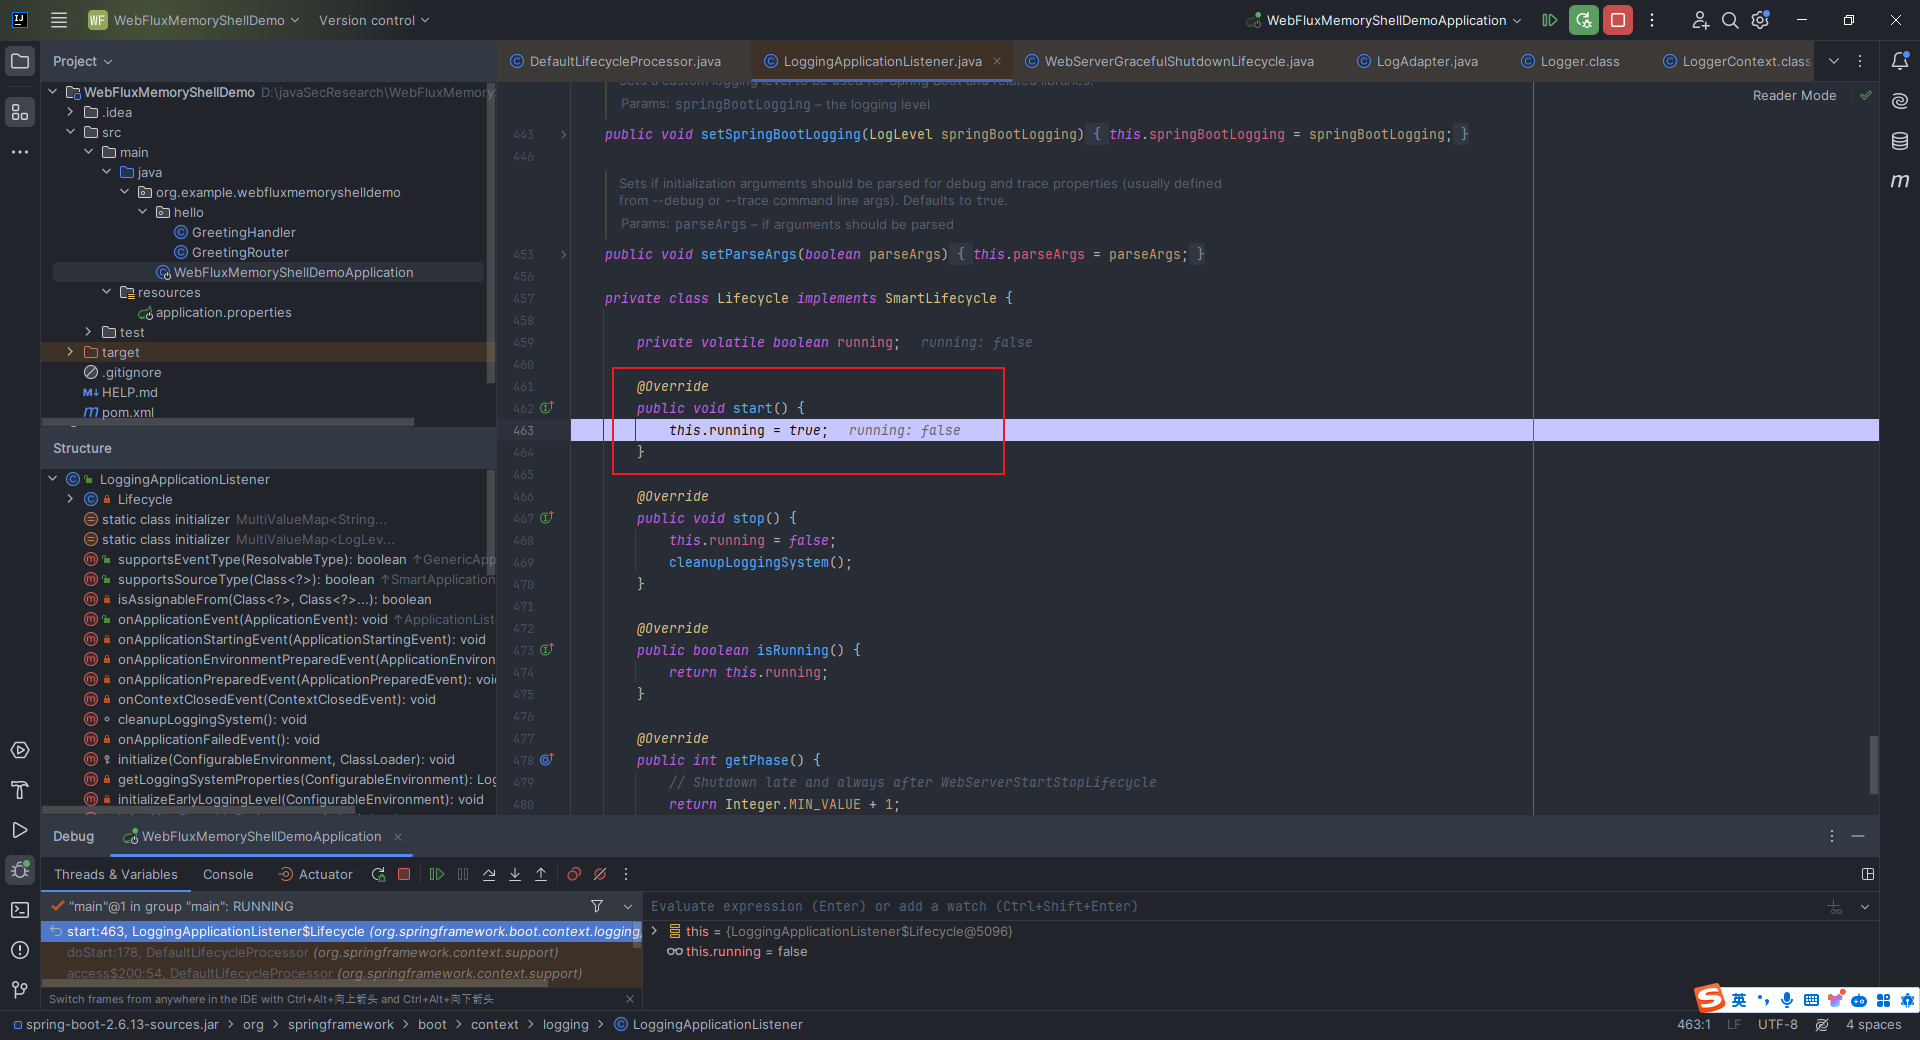 WF WebFluxMemoryShellDemo Version control WebFluxMemoryShellDemoApplication
Project
DefaultLifecycleProcessor.java LoggingApplicationListener.java WebServerGracefulShutdownLifecycle.java LogAdapter.java Logger.class LoggerContext.class
WebFluxMemoryShellDemo D:\javaSecResearch\WebFluxMemory
.idea
src
main
java
org.example.webfluxmemoryshelldemo
hello
GreetingHandler
GreetingRouter
WebFluxMemoryShellDemoApplication
resources
application.properties
test
target
.gitignore
HELP.md
pom.xml
Structure
LoggingApplicationListener
Lifecycle
static class initializer MultiValueMap<String...
static class initializer MultiValueMap<LogLev...
supportsEventType(ResolvableType): boolean ↑GenericApp
supportsSourceType(Class<?>): boolean ↑SmartApplication
isAssignableFrom(Class<?>, Class<?>...): boolean
onApplicationEvent(ApplicationEvent): void ↑ApplicationList
onApplicationStartingEvent(ApplicationStartingEvent): void
onApplicationEnvironmentPreparedEvent(ApplicationEnviron
onApplicationPreparedEvent(ApplicationPreparedEvent): voi
onContextClosedEvent(ContextClosedEvent): void
cleanupLoggingSystem(): void
onApplicationFailedEvent(): void
initialize(ConfigurableEnvironment, ClassLoader): void
getLoggingSystemProperties(ConfigurableEnvironment): Log
initializeEarlyLoggingLevel(ConfigurableEnvironment): void
Reader Mode
Sets a custom logging level to be used for Spring Boot and related libraries.
Params: springBootLogging – the logging level
443 public void setSpringBootLogging(LogLevel springBootLogging) { this.springBootLogging = springBootLogging; }
446
Sets if initialization arguments should be parsed for debug and trace properties (usually defined
from --debug or --trace command line args). Defaults to true.
Params: parseArgs – if arguments should be parsed
453 public void setParseArgs(boolean parseArgs) { this.parseArgs = parseArgs; }
456
457 private class Lifecycle implements SmartLifecycle {
458
459 private volatile boolean running; running: false
460
461 @Override
462 public void start() {
463 this.running = true; running: false
464 }
465
466 @Override
467 public void stop() {
468 this.running = false;
469 cleanupLoggingSystem();
470 }
471
472 @Override
473 public boolean isRunning() {
474 return this.running;
475 }
476
477 @Override
478 public int getPhase() {
479 // Shutdown late and always after WebServerStartStopLifecycle
480 return Integer.MIN_VALUE + 1;
Debug WebFluxMemoryShellDemoApplication
Threads & Variables Console Actuator
"main"@1 in group "main": RUNNING
start:463, LoggingApplicationListener$Lifecycle (org.springframework.boot.context.logging
doStart:178, DefaultLifecycleProcessor (org.springframework.context.support)
access$200:54, DefaultLifecycleProcessor (org.springframework.context.support)
Switch frames from anywhere in the IDE with Ctrl+Alt+向上箭头 and Ctrl+Alt+向下箭头
Evaluate expression (Enter) or add a watch (Ctrl+Shift+Enter)
this = {LoggingApplicationListener$Lifecycle@5096}
this.running = false
英
spring-boot-2.6.13-sources.jar > org > springframework > boot > context > logging > LoggingApplicationListener
463:1 LF UTF-8 4 spaces